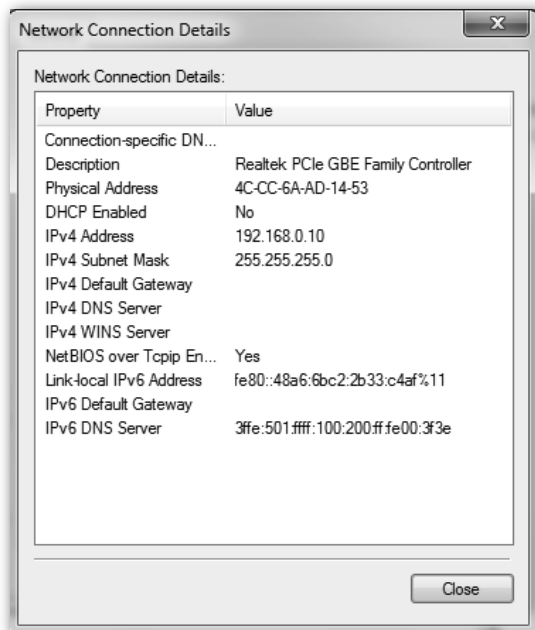 Network Connection Details
X
Network Connection Details:
Property Value
Connection-specific DN...
Description Realtek PCIe GBE Family Controller
Physical Address 4C-CC-6A-AD-14-53
DHCP Enabled No
IPv4 Address 192.168.0.10
IPv4 Subnet Mask 255.255.255.0
IPv4 Default Gateway
IPv4 DNS Server
IPv4 WINS Server
NetBIOS over Tcpip En... Yes
Link-local IPv6 Address fe80::48a6:6bc2:2b33:c4af%11
IPv6 Default Gateway
IPv6 DNS Server 3ffe:501:ffff:100:200:ff:fe00:3f3e
Close